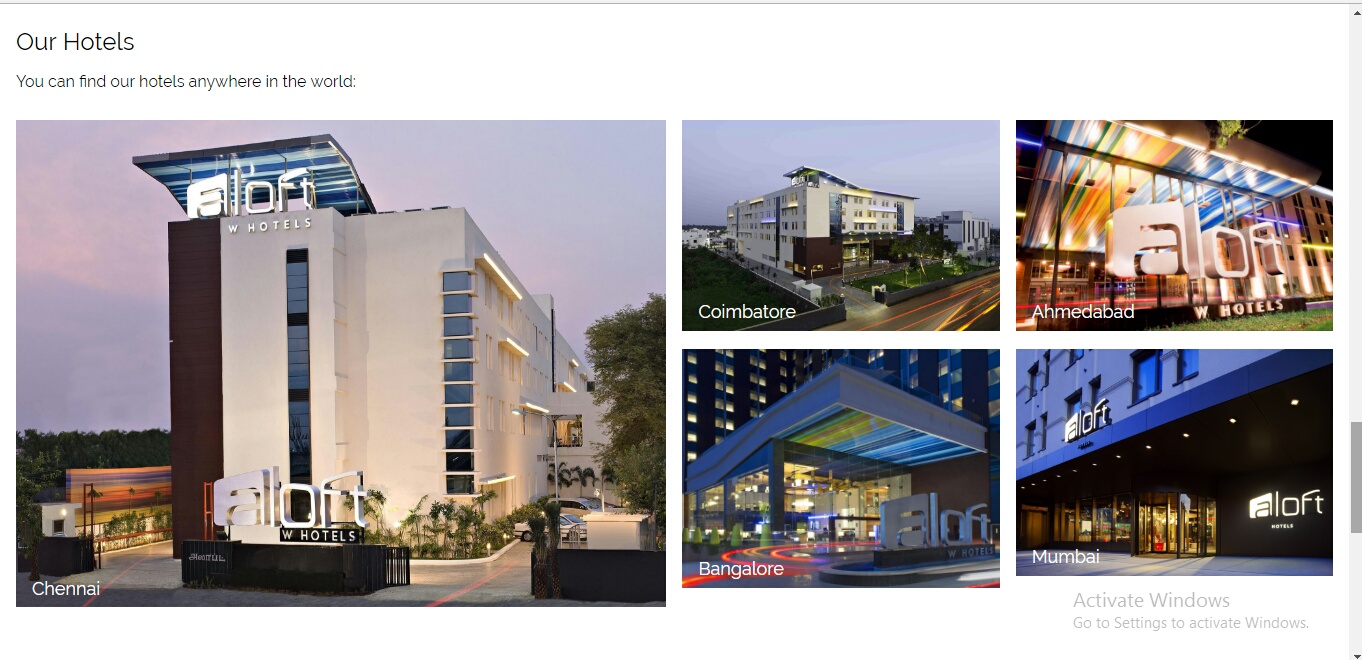 Our Hotels
You can find our hotels anywhere in the world:
aloft
W HOTELS
aloft
W HOTELS
Chennai
aloft
Coimbatore
aloft
W HOTELS
Ahmedabad
aloft
W HOTELS
Bangalore
aloft
aloft
HOTELS
Mumbai
Activate Windows
Go to Settings to activate Windows.